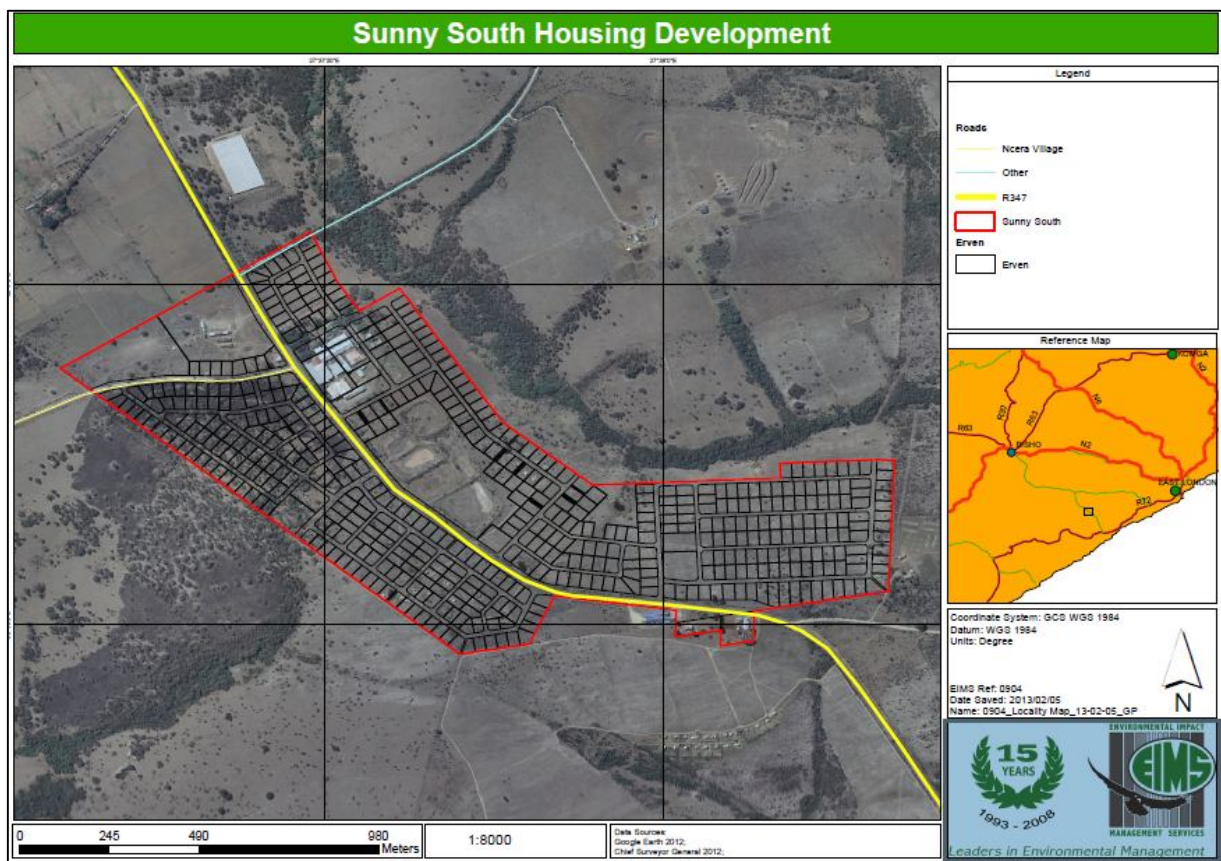 Sunny South Housing Development
Legend
Roads
Ncera Village
Other
R347
Sunny South
Erven
Erven
Reference Map
KOMGA
N2
N6
R30
R63
R63
BISHO
N2
EAST LONDON
R72
Coordinate System: GCS WGS 1984
Datum: WGS 1984
Units: Degree
EIMS Ref: 0904
Date Saved: 2013/02/05
Name: 0904_Locality Map_13-02-05_GP
N
0 245 490 980
Meters
1:8000
Data Sources:
Google Earth 2012;
Chief Surveyor General 2012;
15
YEARS
1993 - 2008
ENVIRONMENTAL IMPACT
EIMS
MANAGEMENT SERVICES
Leaders in Environmental Management